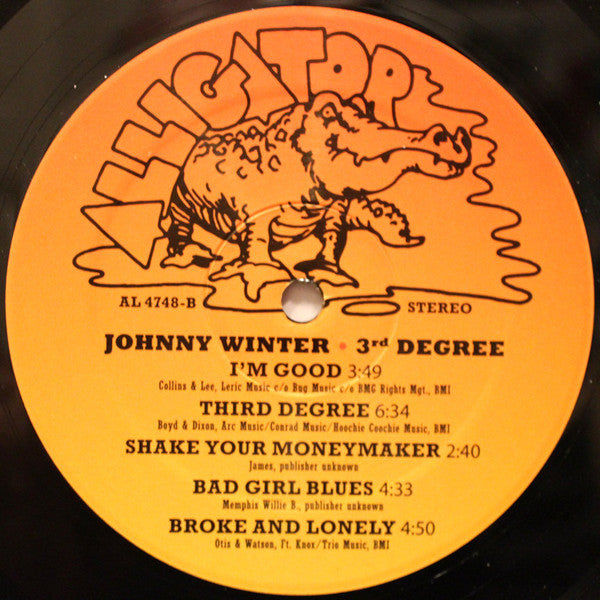 ALLIGATOR
AL 4748-B
STEREO
JOHNNY WINTER • 3rd DEGREE
I'M GOOD 3:49
Collins & Lee, Leric Music c/o Bug Music c/o BMG Rights Mgt., BMI
THIRD DEGREE 6:34
Boyd & Dixon, Arc Music/Conrad Music/Hoochie Coochie Music, BMI
SHAKE YOUR MONEYMAKER 2:40
James, publisher unknown
BAD GIRL BLUES 4:33
Memphis Willie B., publisher unknown
BROKE AND LONELY 4:50
Otis & Watson, Ft. Knox/Trio Music, BMI